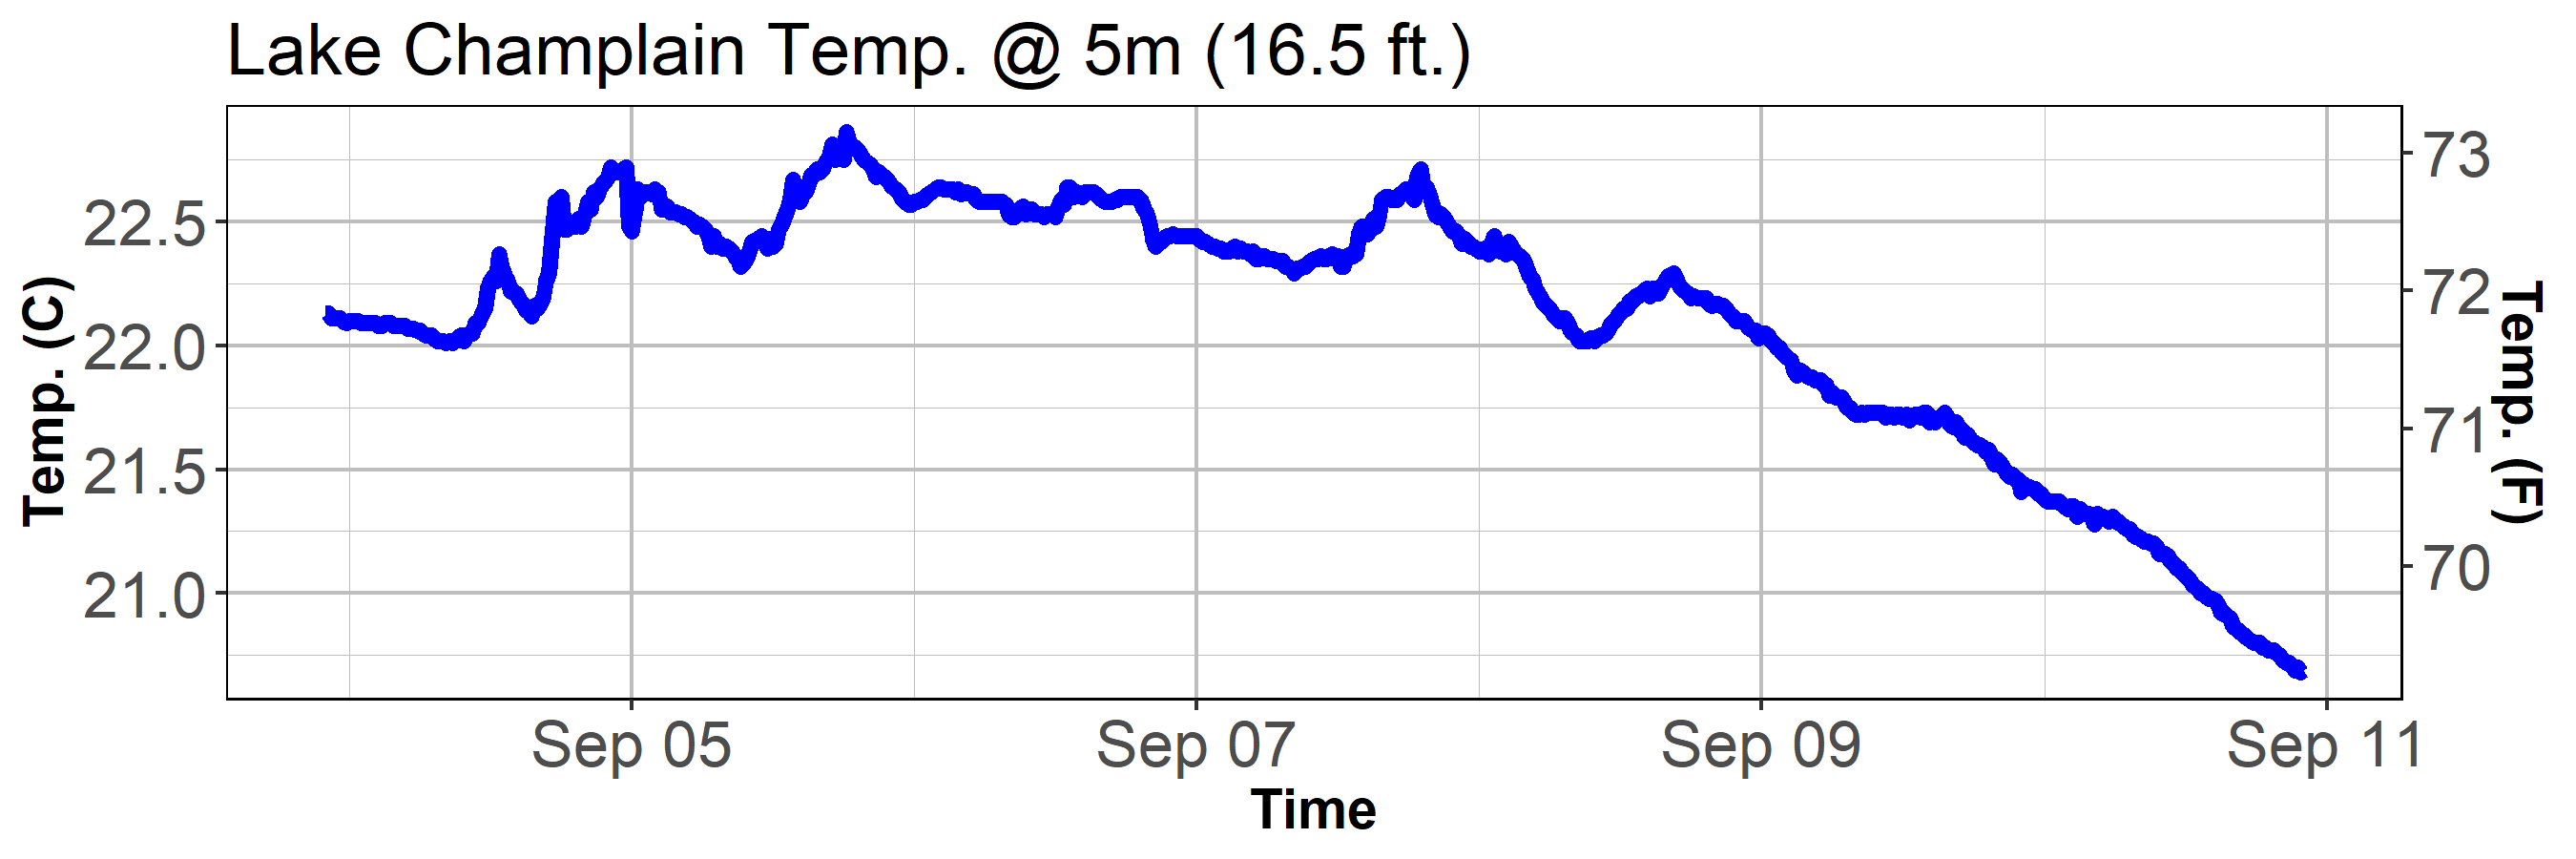 Lake Champlain Temp. @ 5m (16.5 ft.)
Temp. (C)
22.5
22.0
21.5
21.0
73
72
71
70
Temp. (F)
Sep 05 Sep 07 Sep 09 Sep 11
Time